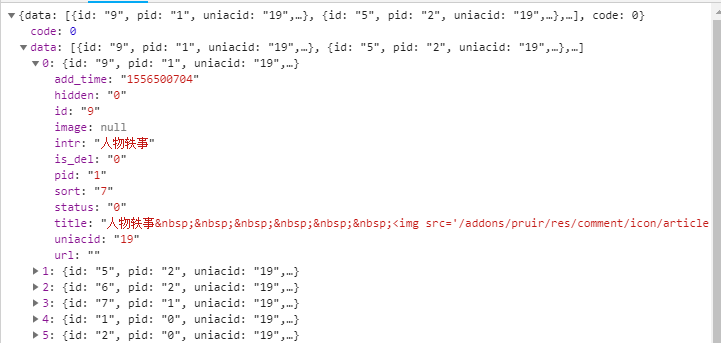 {data: [{id: "9", pid: "1", uniacid: "19",…}, {id: "5", pid: "2", uniacid: "19",…},…], code: 0}
code: 0
data: [{id: "9", pid: "1", uniacid: "19",…}, {id: "5", pid: "2", uniacid: "19",…},…]
0: {id: "9", pid: "1", uniacid: "19",…}
add_time: "1556500704"
hidden: "0"
id: "9"
image: null
intr: "人物轶事"
is_del: "0"
pid: "1"
sort: "7"
status: "0"
title: "人物轶事&nbsp;&nbsp;&nbsp;&nbsp;&nbsp;&nbsp;<img src='/addons/pruir/res/comment/icon/article
uniacid: "19"
url: ""
1: {id: "5", pid: "2", uniacid: "19",…}
2: {id: "6", pid: "2", uniacid: "19",…}
3: {id: "7", pid: "1", uniacid: "19",…}
4: {id: "1", pid: "0", uniacid: "19",…}
5: {id: "2", pid: "0", uniacid: "19",…}